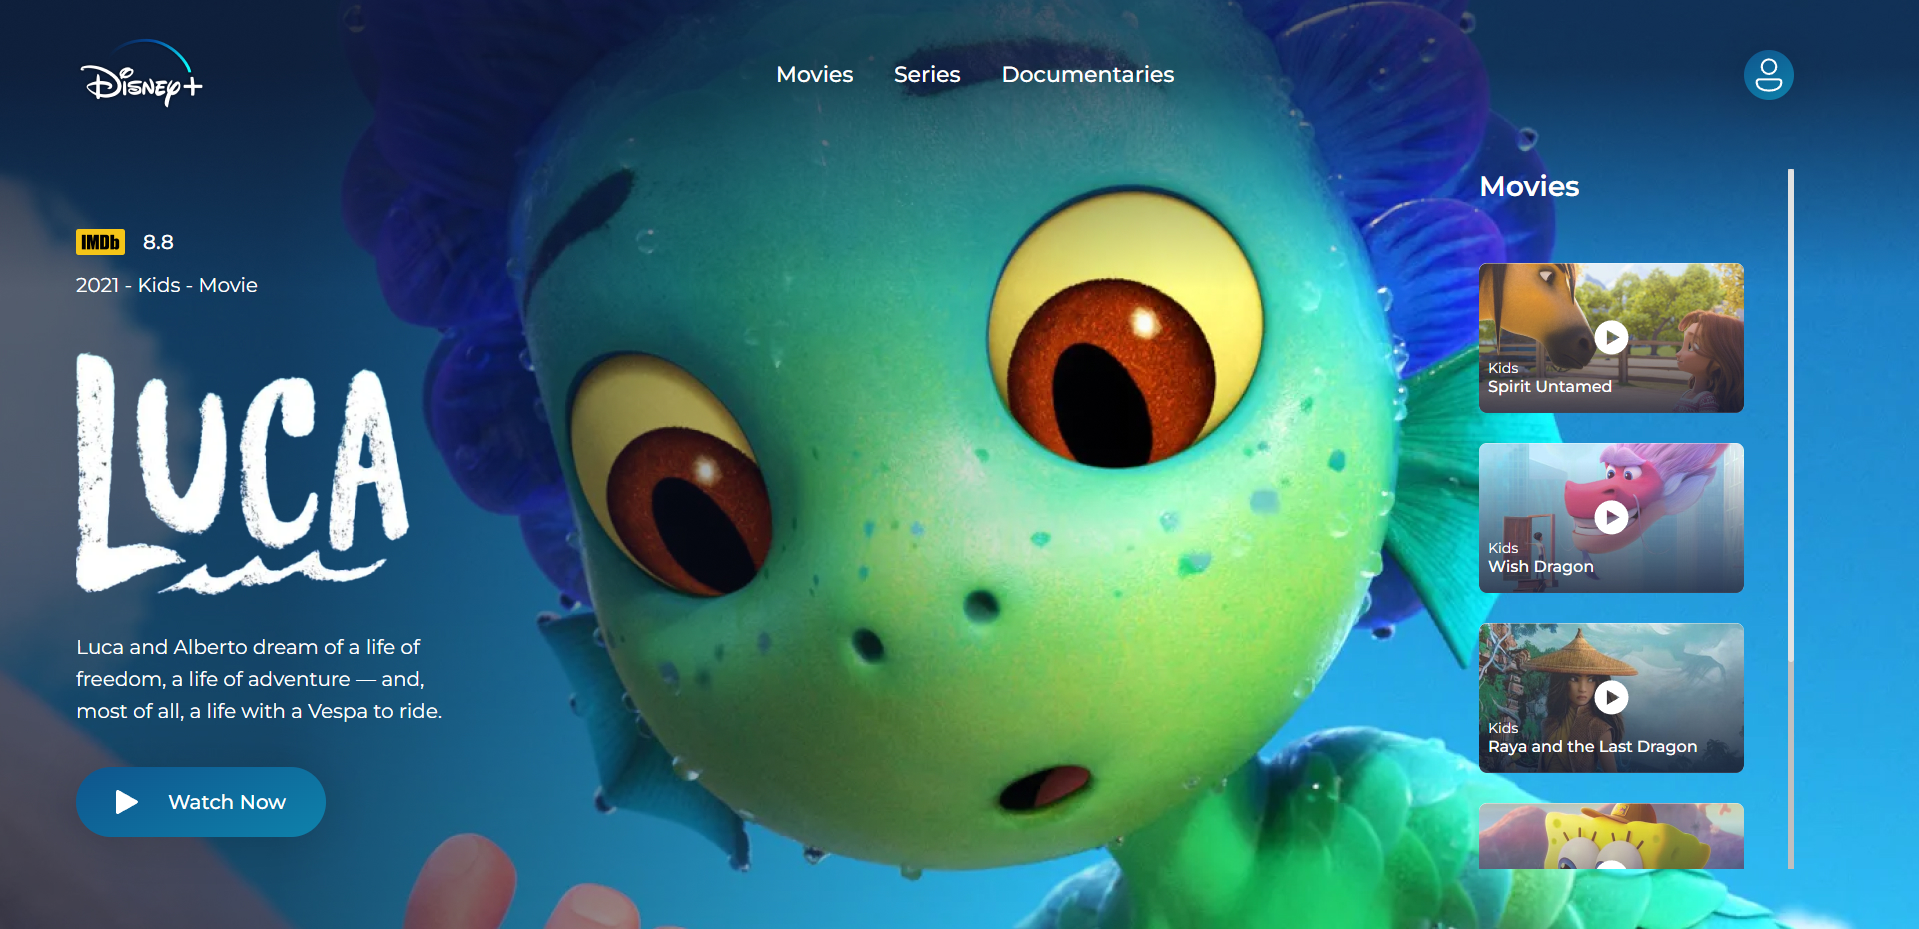 Disney+
Movies
Series
Documentaries
IMDb 8.8
2021 - Kids - Movie
LUCA
Luca and Alberto dream of a life of
freedom, a life of adventure — and,
most of all, a life with a Vespa to ride.
Watch Now
Movies
Kids
Spirit Untamed
Kids
Wish Dragon
Kids
Raya and the Last Dragon